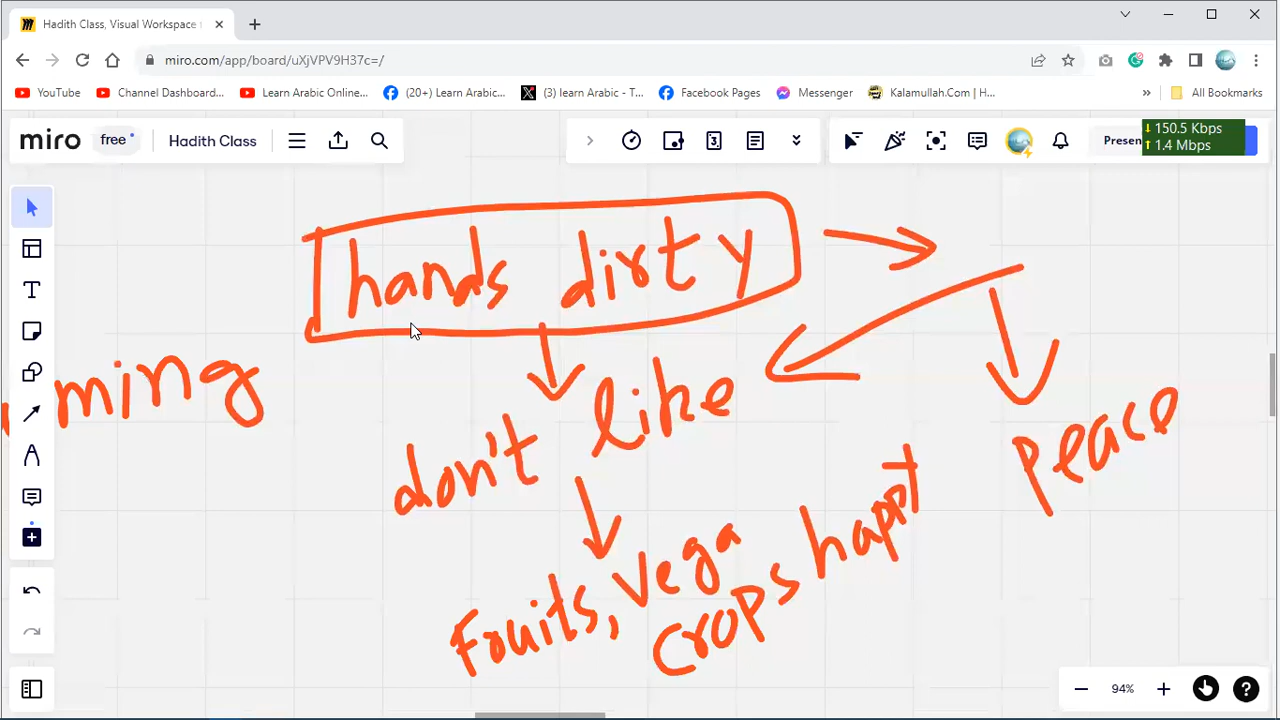 Hadith Class, Visual Workspace
miro.com/app/board/uXjVPV9H37c=/
YouTube
Channel Dashboard...
Learn Arabic Online...
(20+) Learn Arabic...
(3) learn Arabic - T...
Facebook Pages
Messenger
Kalamullah.Com | H...
»
All Bookmarks
miro
free
Hadith Class
3
Presen
150.5 Kbps
1.4 Mbps
hands dirty
ming
don't like
Peace
Fruits, vega
crops happt
94%